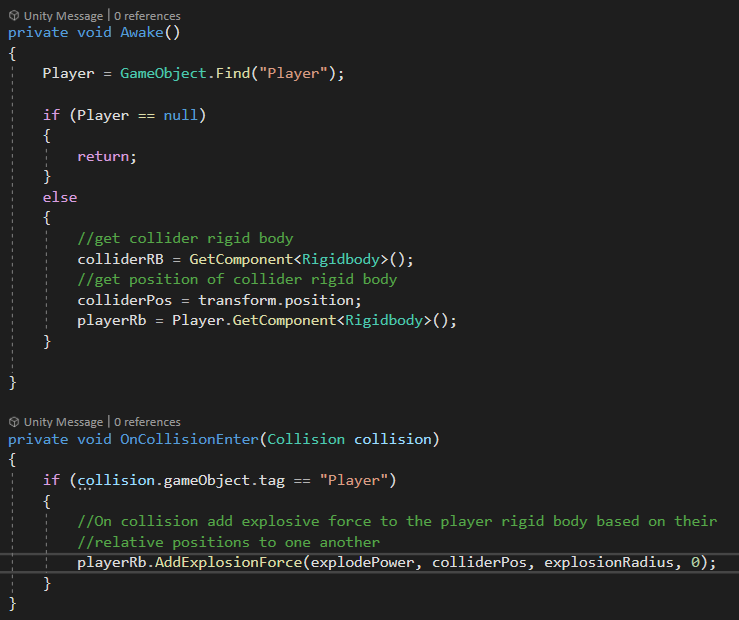 Unity Message | 0 references
private void Awake()
{
Player = GameObject.Find("Player");
if (Player == null)
{
return;
}
else
{
//get collider rigid body
colliderRB = GetComponent<Rigidbody>();
//get position of collider rigid body
colliderPos = transform.position;
playerRb = Player.GetComponent<Rigidbody>();
}
}
Unity Message | 0 references
private void OnCollisionEnter(Collision collision)
{
if (collision.gameObject.tag == "Player")
{
//On collision add explosive force to the player rigid body based on their
//relative positions to one another
playerRb.AddExplosionForce(explodePower, colliderPos, explosionRadius, 0);
}
}